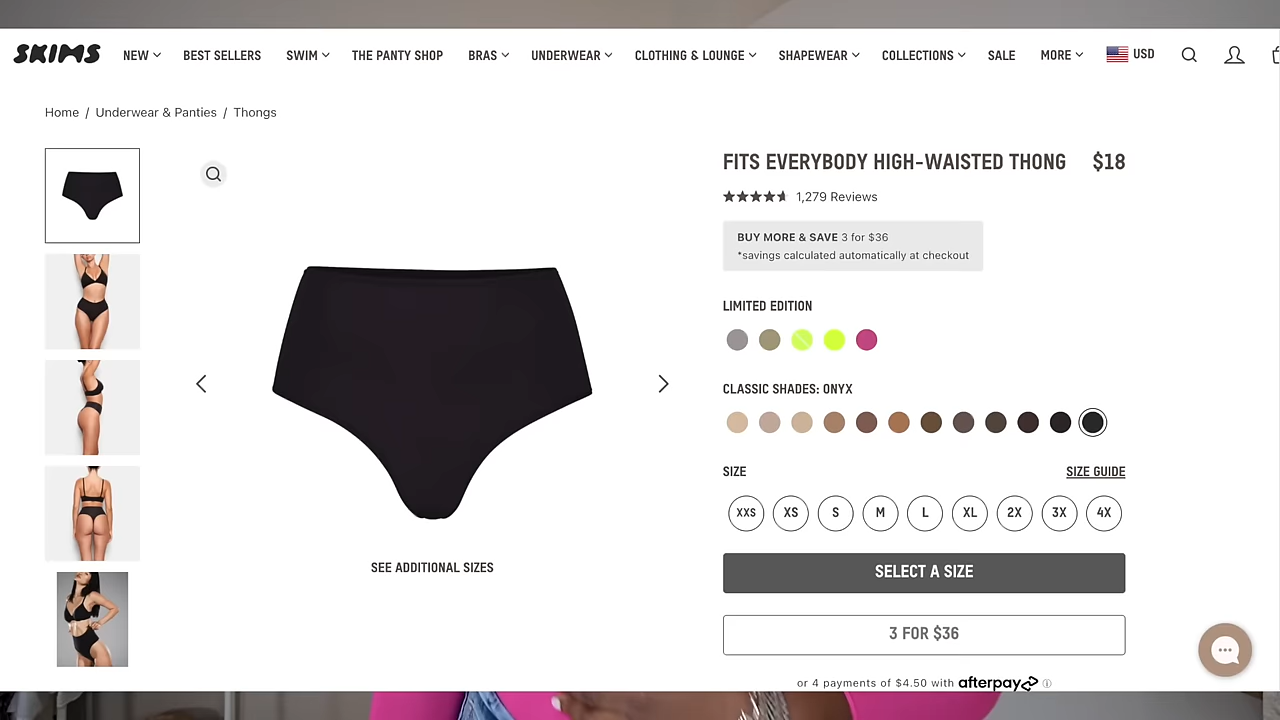 SKIMS
NEW BEST SELLERS SWIM THE PANTY SHOP BRAS UNDERWEAR CLOTHING & LOUNGE SHAPEWEAR COLLECTIONS SALE MORE USD
Home / Underwear & Panties / Thongs
FITS EVERYBODY HIGH-WAISTED THONG $18
1,279 Reviews
BUY MORE & SAVE 3 for $36
*savings calculated automatically at checkout
LIMITED EDITION
CLASSIC SHADES: ONYX
SIZE SIZE GUIDE
XXS XS S M L XL 2X 3X 4X
SEE ADDITIONAL SIZES
SELECT A SIZE
3 FOR $36
or 4 payments of $4.50 with afterpay